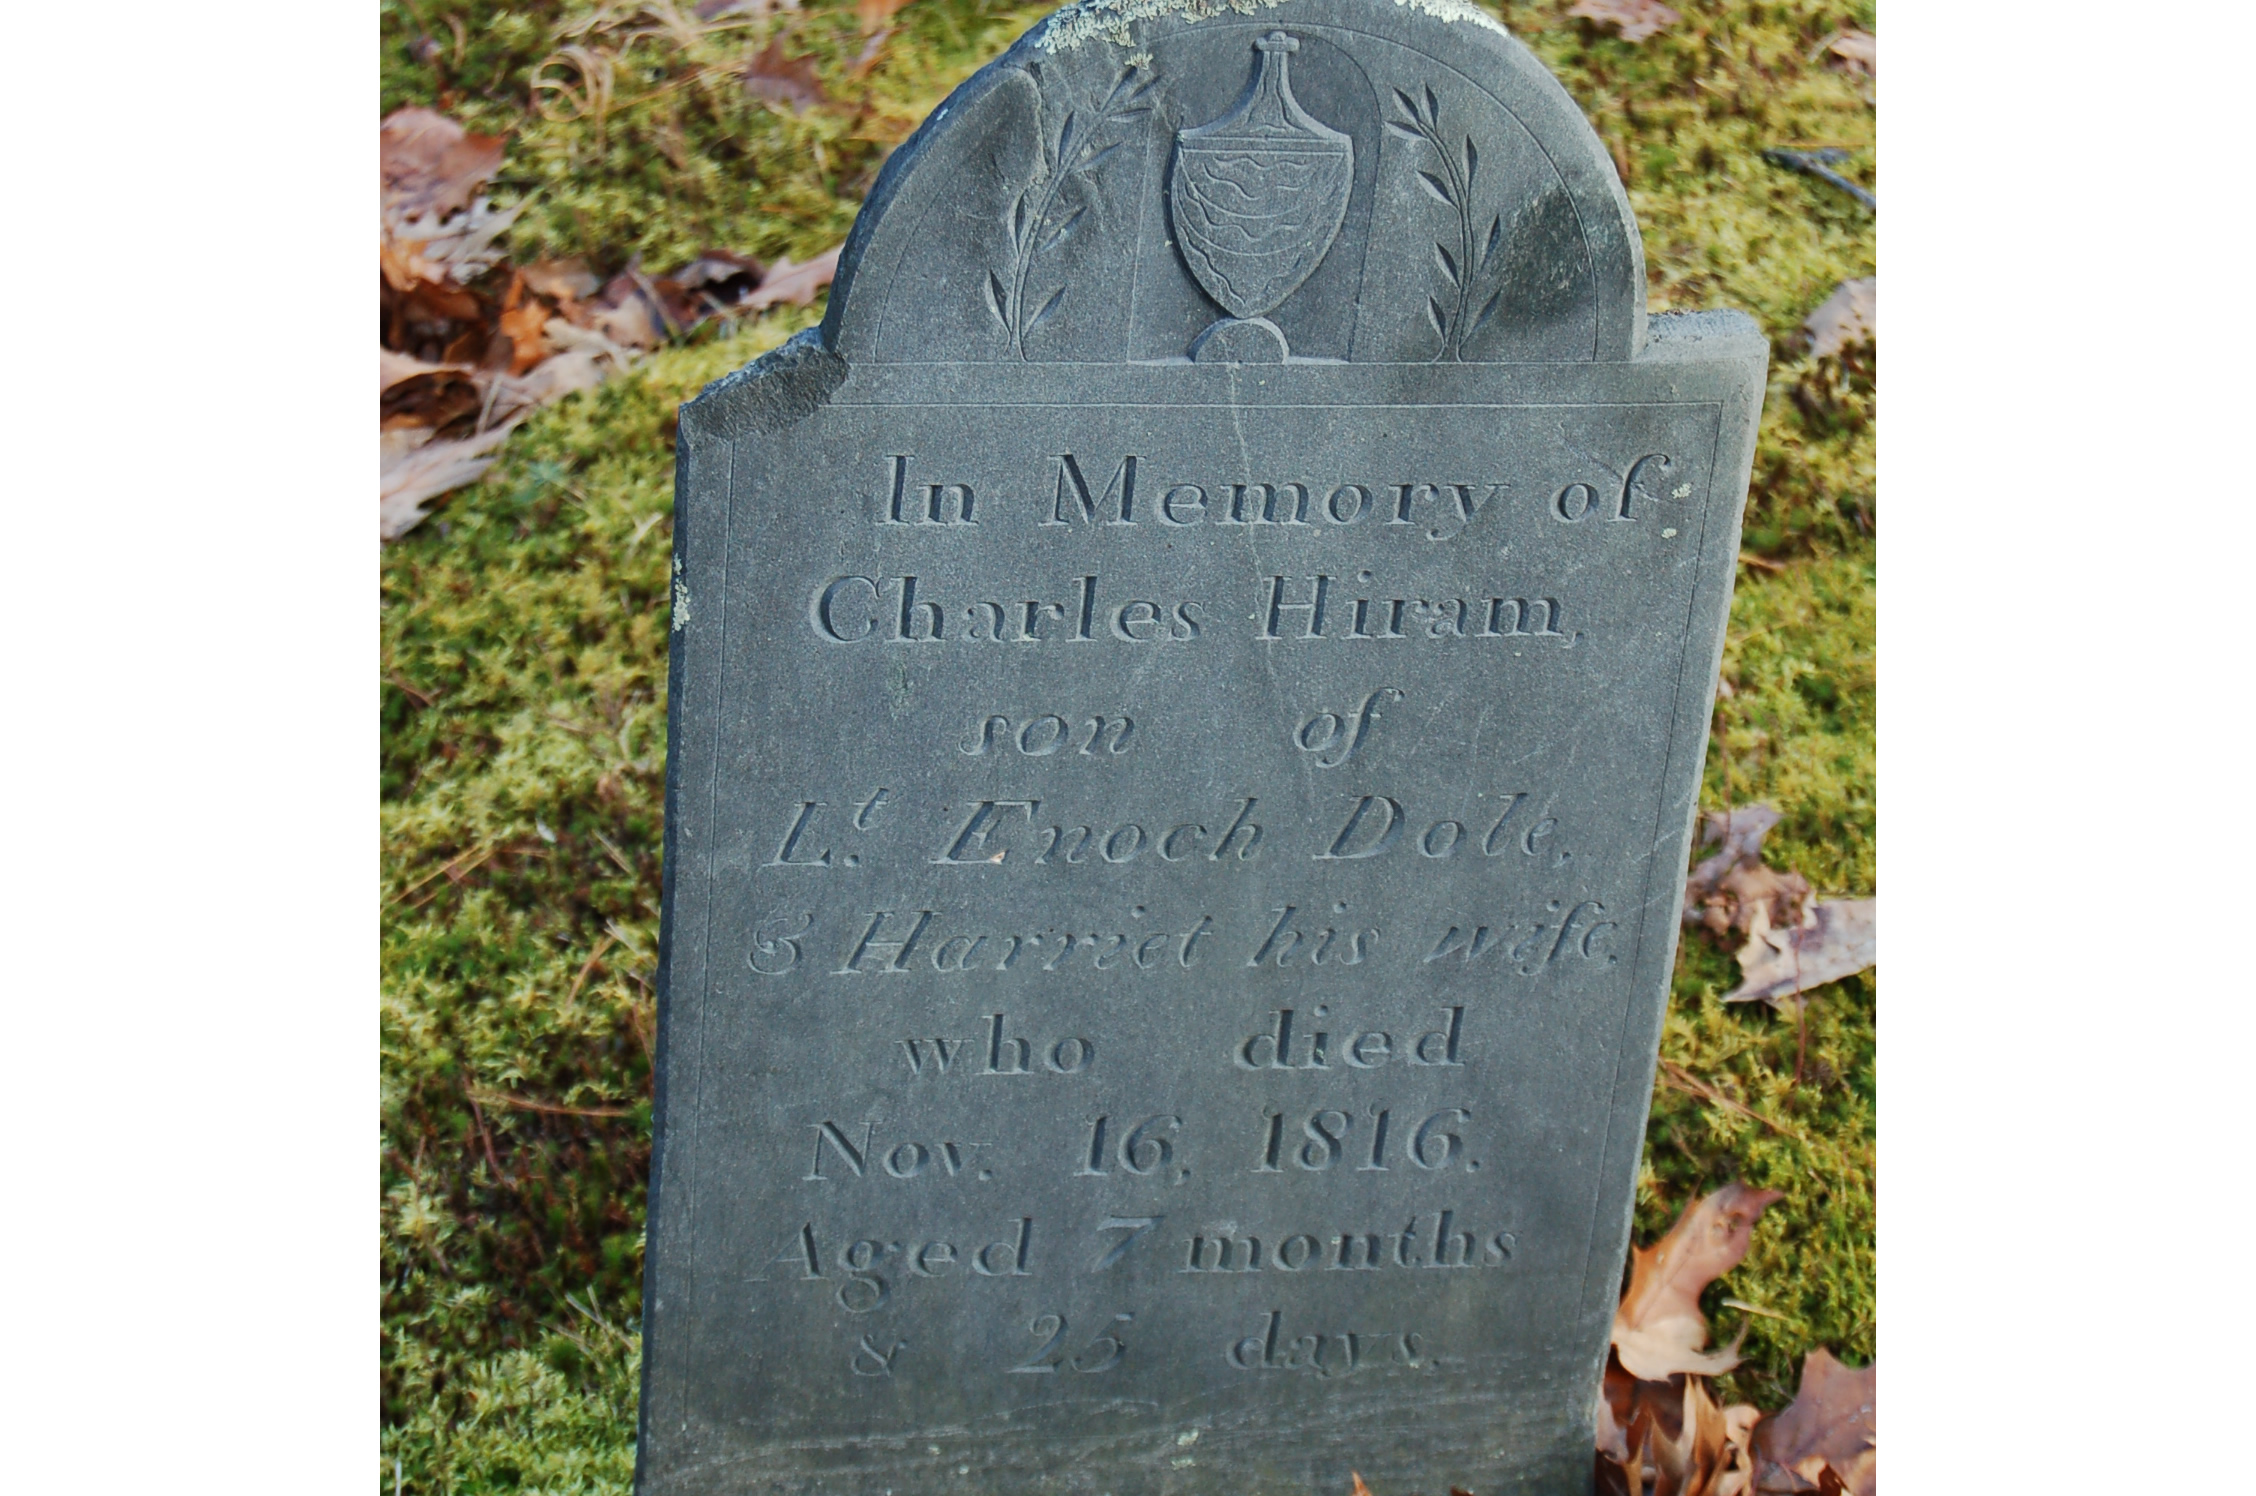 In Memory of
Charles Hiram,
son of
Lt. Enoch Dole,
& Harriet his wife.
who died
Nov. 16, 1816.
Aged 7 months
& 25 days.